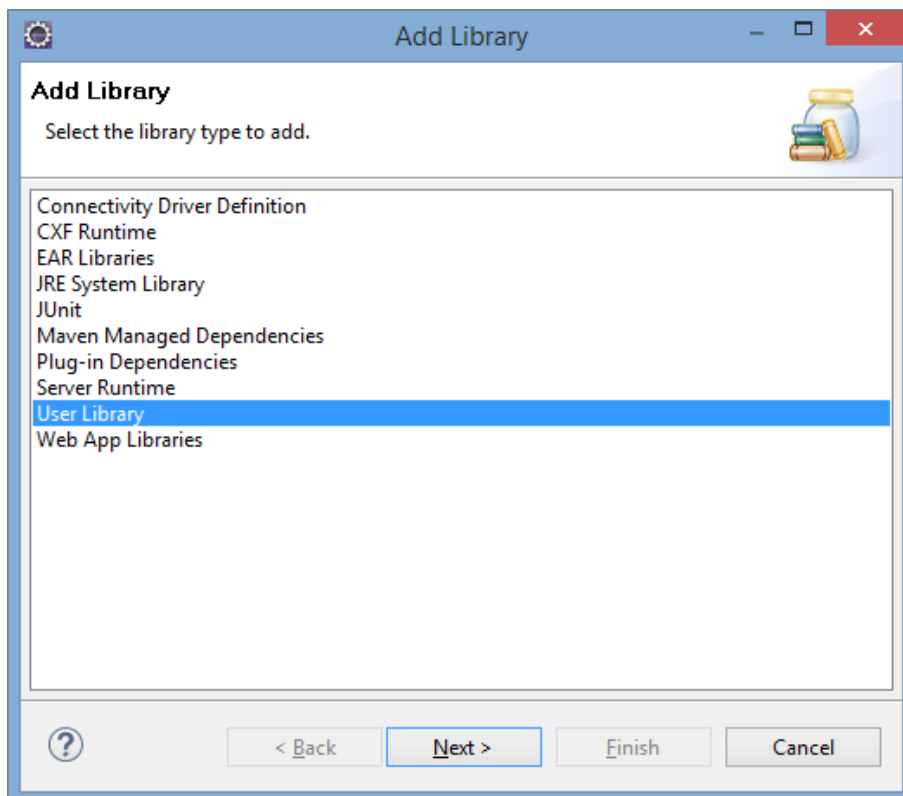 Add Library
Add Library
Select the library type to add.
Connectivity Driver Definition
CXF Runtime
EAR Libraries
JRE System Library
JUnit
Maven Managed Dependencies
Plug-in Dependencies
Server Runtime
User Library
Web App Libraries
? < Back Next > Finish Cancel